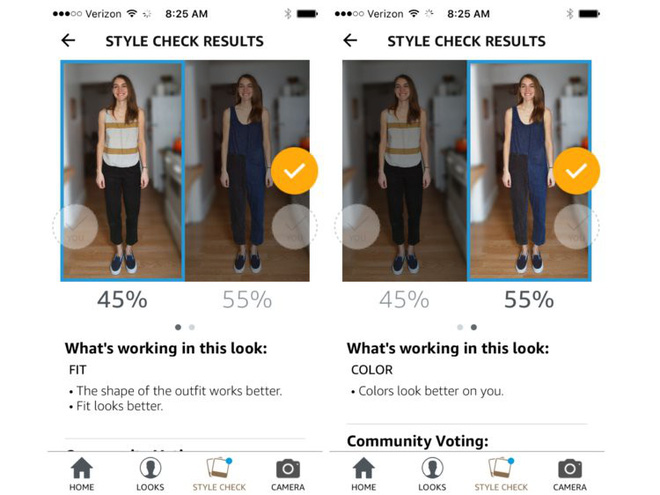 ●●●○○ Verizon 8:25 AM
STYLE CHECK RESULTS
45% 55%
What's working in this look:
FIT
• The shape of the outfit works better.
• Fit looks better.
HOME LOOKS STYLE CHECK CAMERA
●●●○○ Verizon 8:25 AM
STYLE CHECK RESULTS
45% 55%
What's working in this look:
COLOR
• Colors look better on you.
Community Voting:
HOME LOOKS STYLE CHECK CAMERA